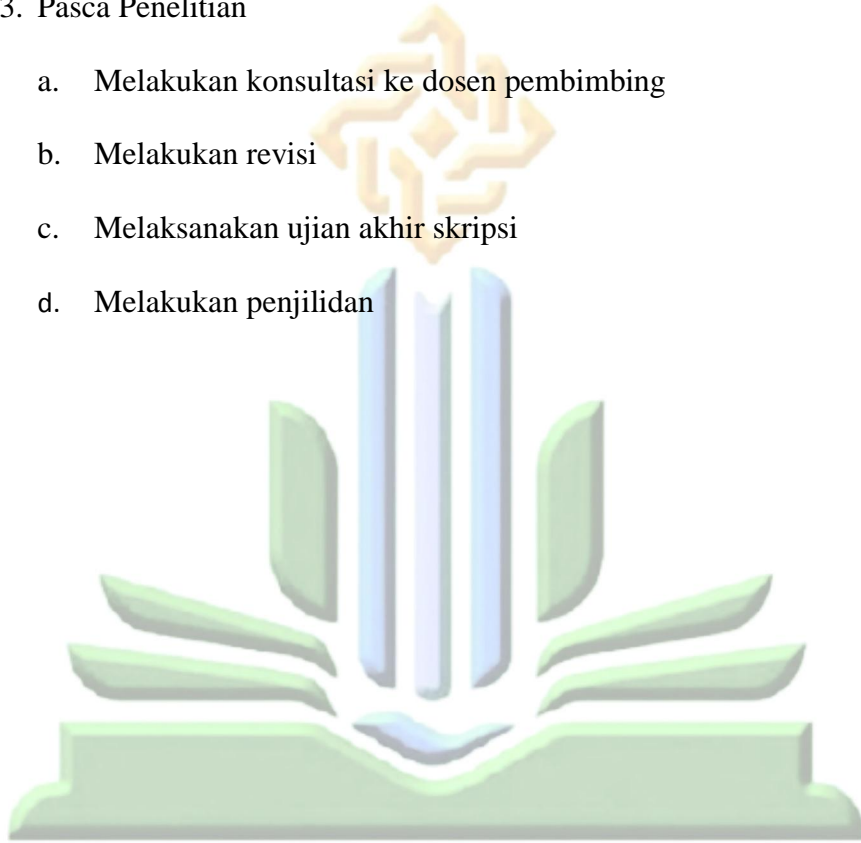 3. Pasca Penelitian
a. Melakukan konsultasi ke dosen pembimbing
b. Melakukan revisi
c. Melaksanakan ujian akhir skripsi
d. Melakukan penjilidan